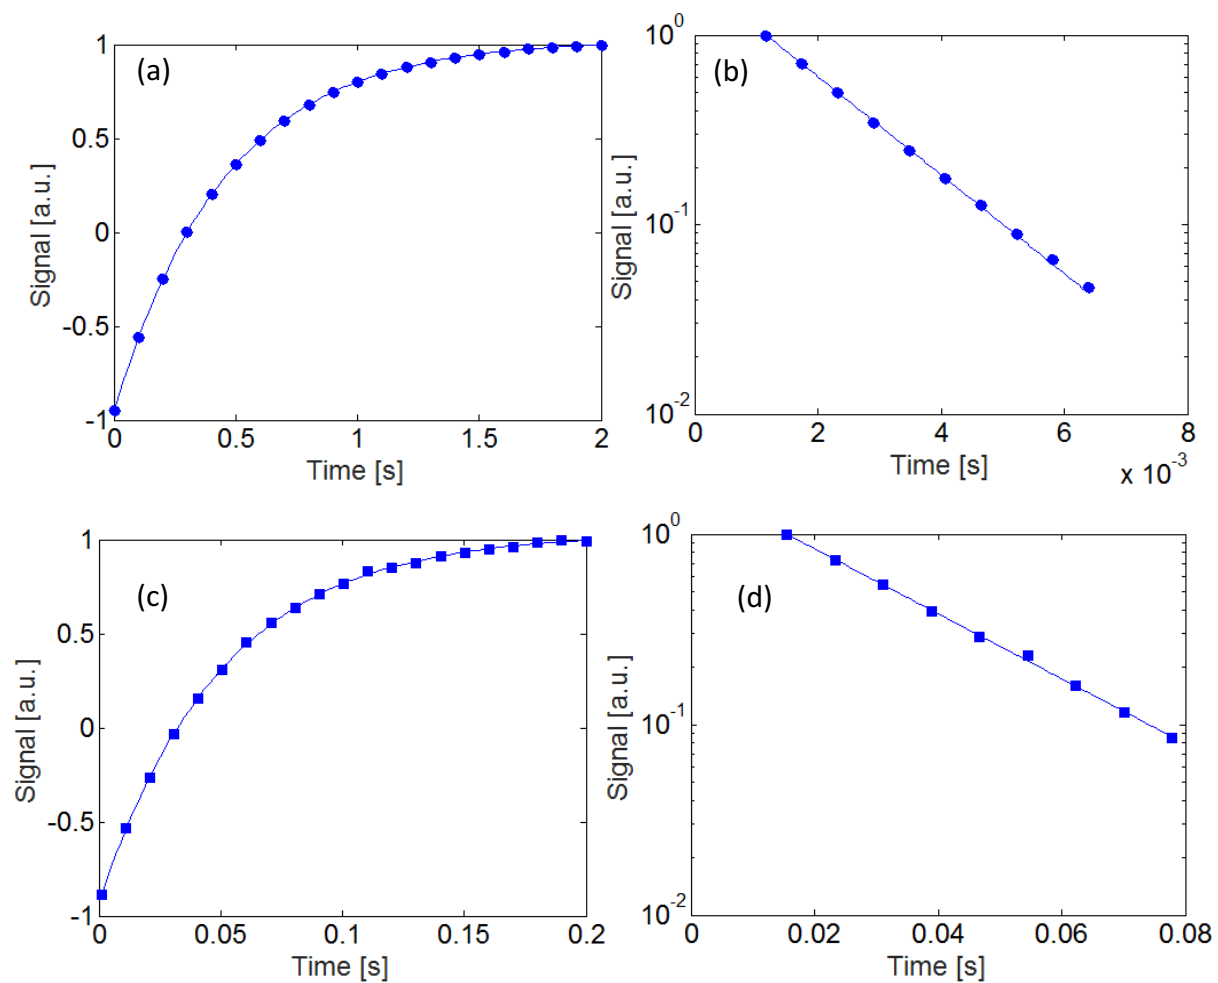 (a)
Signal [a.u.]
1
0.5
0
-0.5
-1
0 0.5 1 1.5 2
Time [s]
(b)
Signal [a.u.]
10^0
10^-1
10^-2
0 2 4 6 8
Time [s]
x 10^-3
(c)
Signal [a.u.]
1
0.5
0
-0.5
-1
0 0.05 0.1 0.15 0.2
Time [s]
(d)
Signal [a.u.]
10^0
10^-1
10^-2
0 0.02 0.04 0.06 0.08
Time [s]